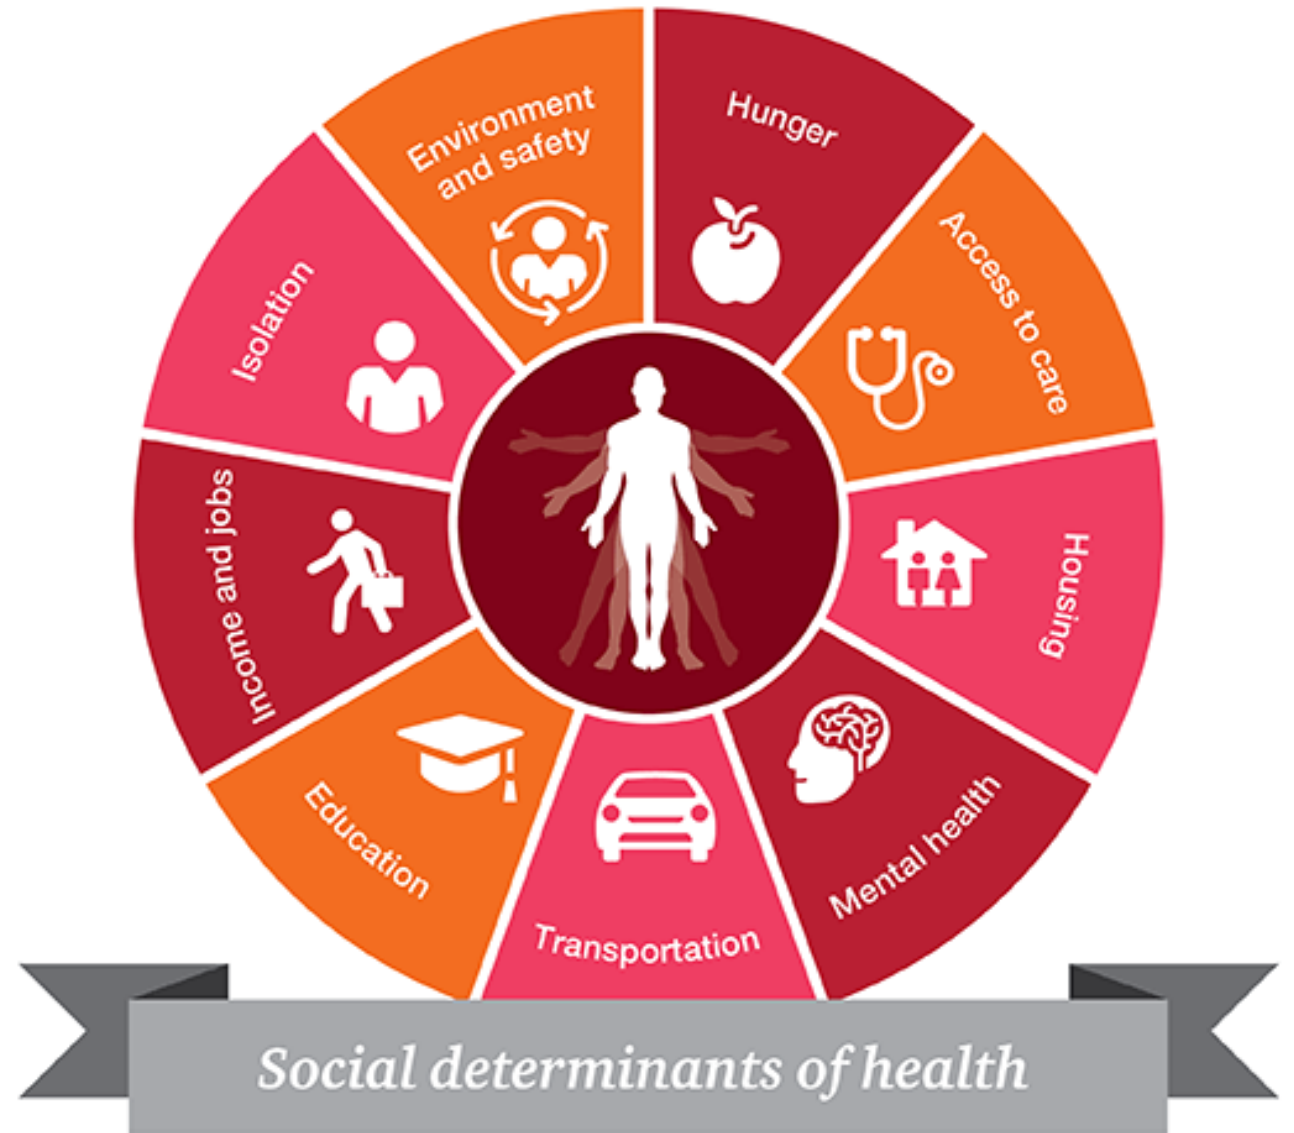 Environment
and safety
Hunger
Access to care
Housing
Mental health
Transportation
Education
Income and jobs
Isolation
Social determinants of health